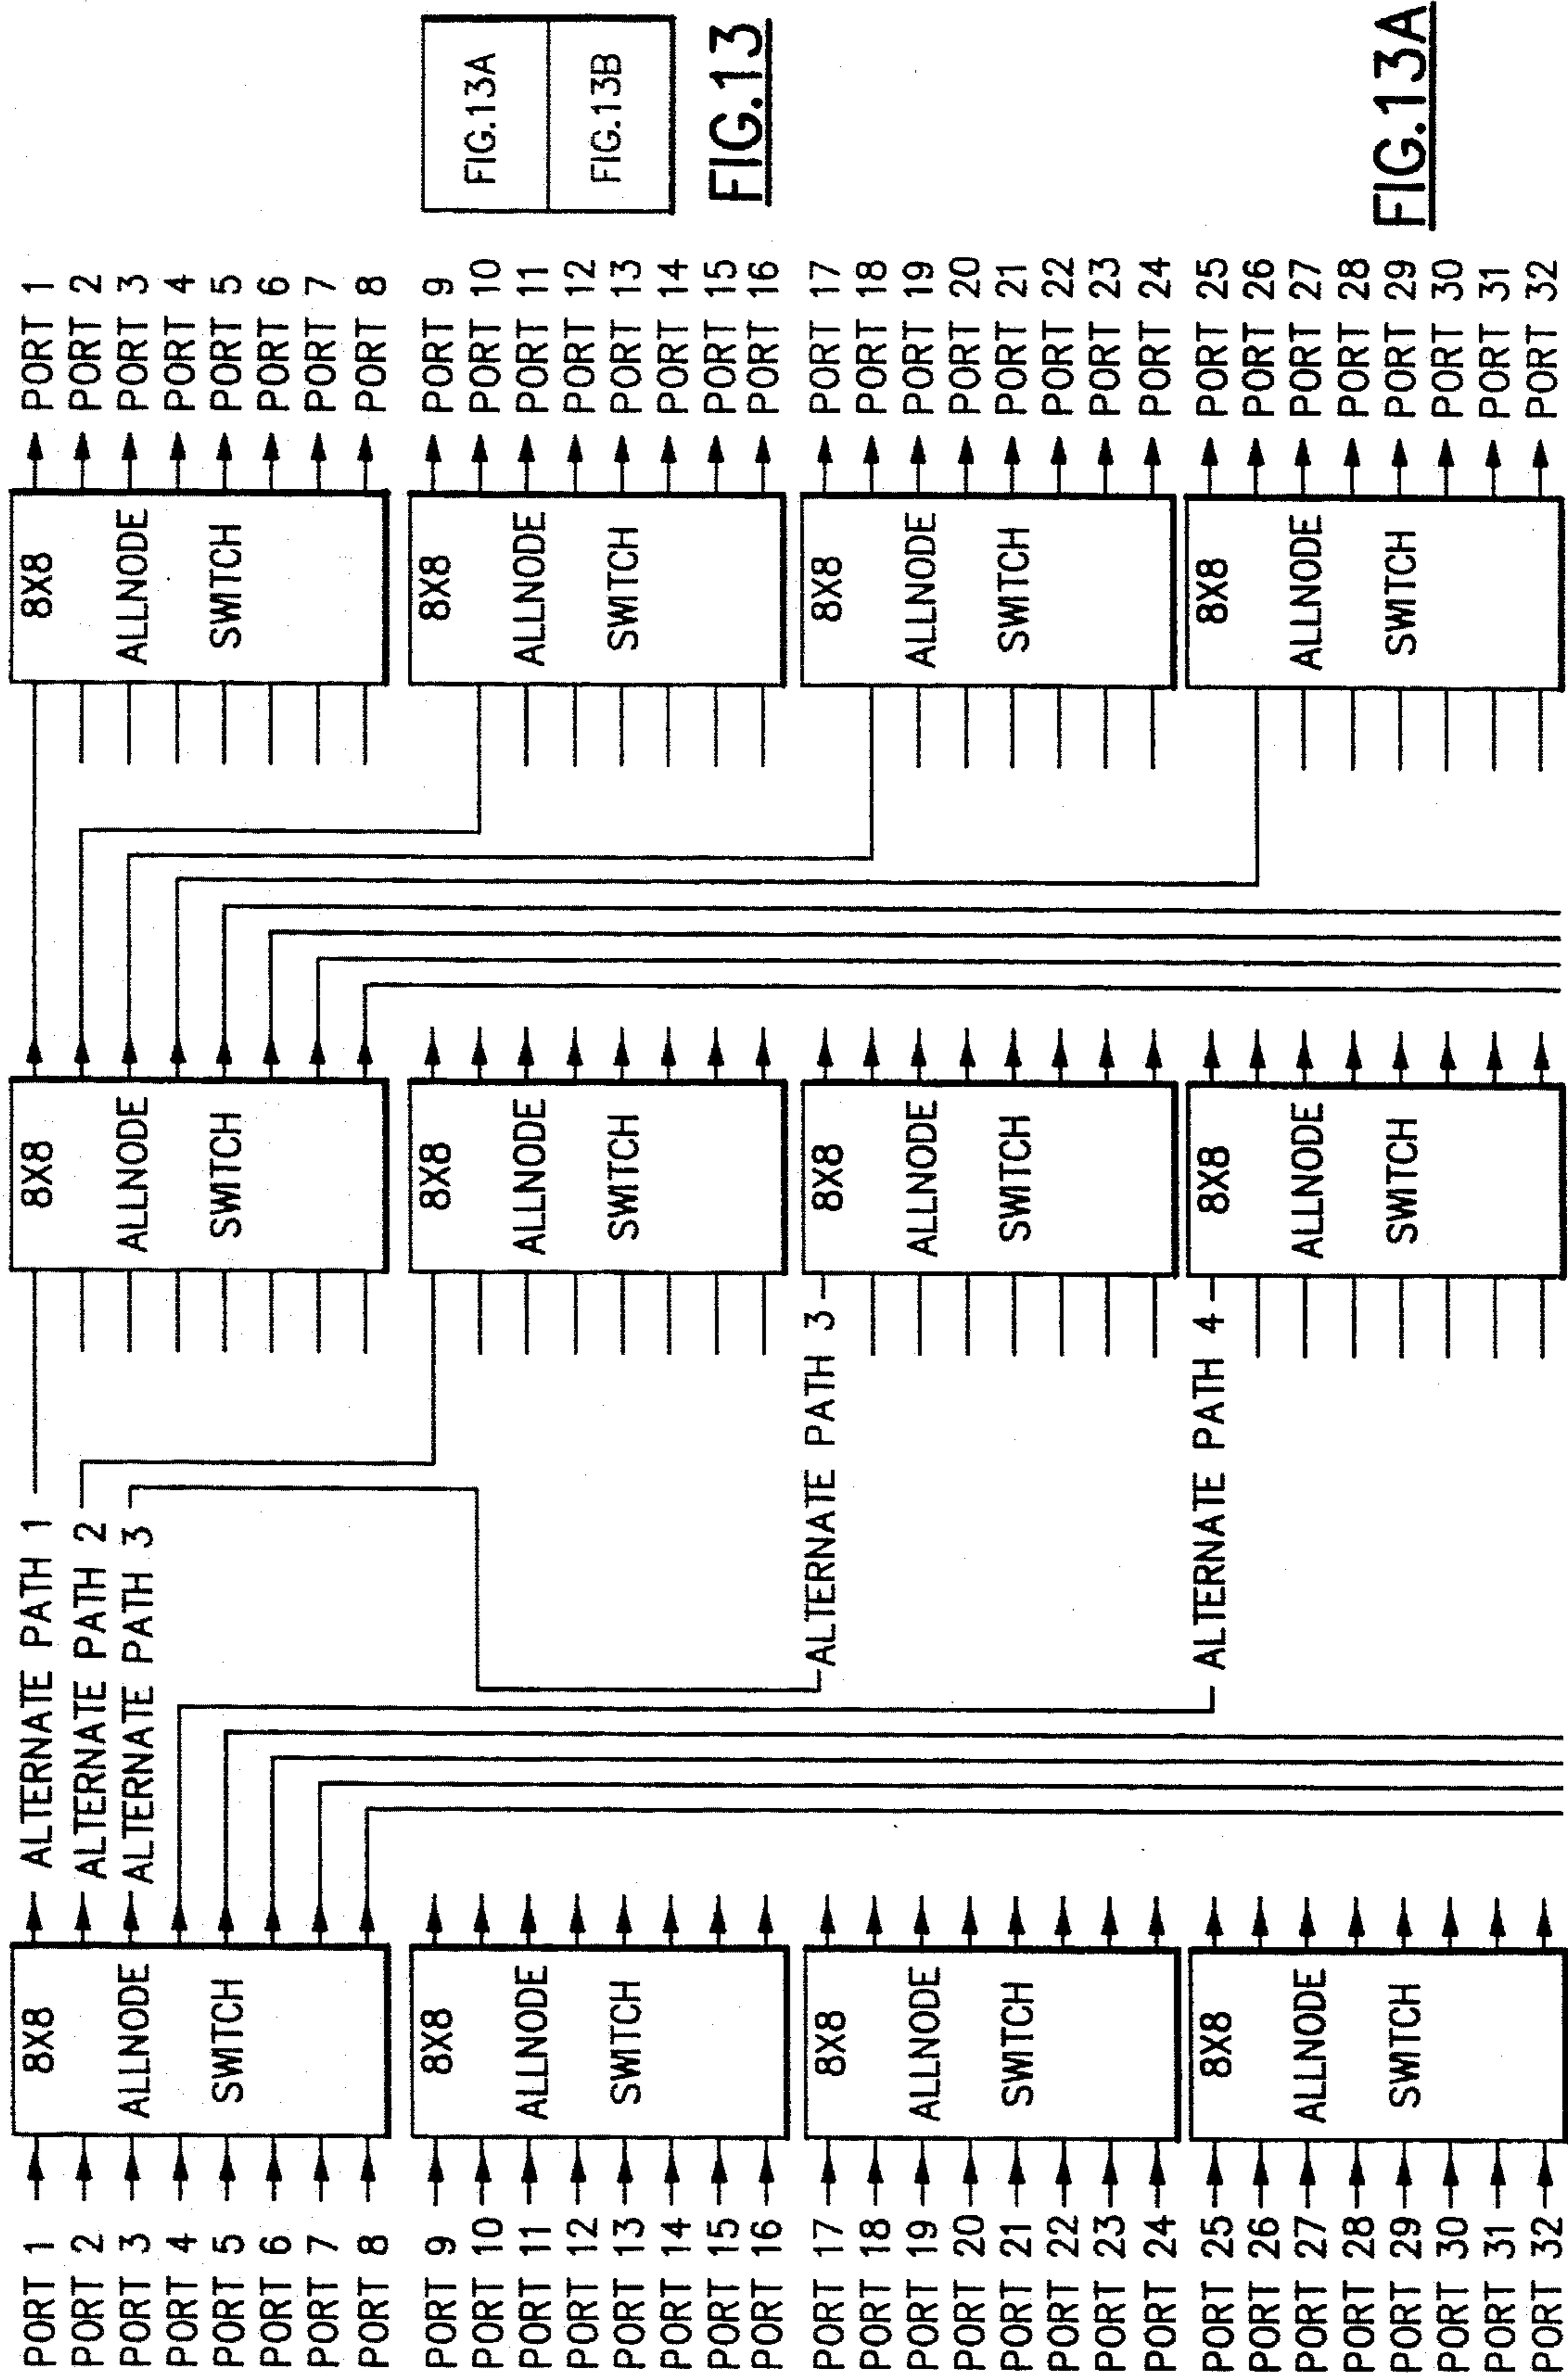 PORT 1
PORT 2
PORT 3
PORT 4
PORT 5
PORT 6
PORT 7
PORT 8
PORT 9
PORT 10
PORT 11
PORT 12
PORT 13
PORT 14
PORT 15
PORT 16
PORT 17
PORT 18
PORT 19
PORT 20
PORT 21
PORT 22
PORT 23
PORT 24
PORT 25
PORT 26
PORT 27
PORT 28
PORT 29
PORT 30
PORT 31
PORT 32
8X8
ALLNODE
SWITCH
8X8
ALLNODE
SWITCH
8X8
ALLNODE
SWITCH
8X8
ALLNODE
SWITCH
ALTERNATE PATH 1
ALTERNATE PATH 2
ALTERNATE PATH 3
ALTERNATE PATH 3
ALTERNATE PATH 4
8X8
ALLNODE
SWITCH
8X8
ALLNODE
SWITCH
8X8
ALLNODE
SWITCH
8X8
ALLNODE
SWITCH
8X8
ALLNODE
SWITCH
8X8
ALLNODE
SWITCH
8X8
ALLNODE
SWITCH
8X8
ALLNODE
SWITCH
PORT 1
PORT 2
PORT 3
PORT 4
PORT 5
PORT 6
PORT 7
PORT 8
PORT 9
PORT 10
PORT 11
PORT 12
PORT 13
PORT 14
PORT 15
PORT 16
PORT 17
PORT 18
PORT 19
PORT 20
PORT 21
PORT 22
PORT 23
PORT 24
PORT 25
PORT 26
PORT 27
PORT 28
PORT 29
PORT 30
PORT 31
PORT 32
FIG.13A
FIG.13B
FIG.13
FIG.13A